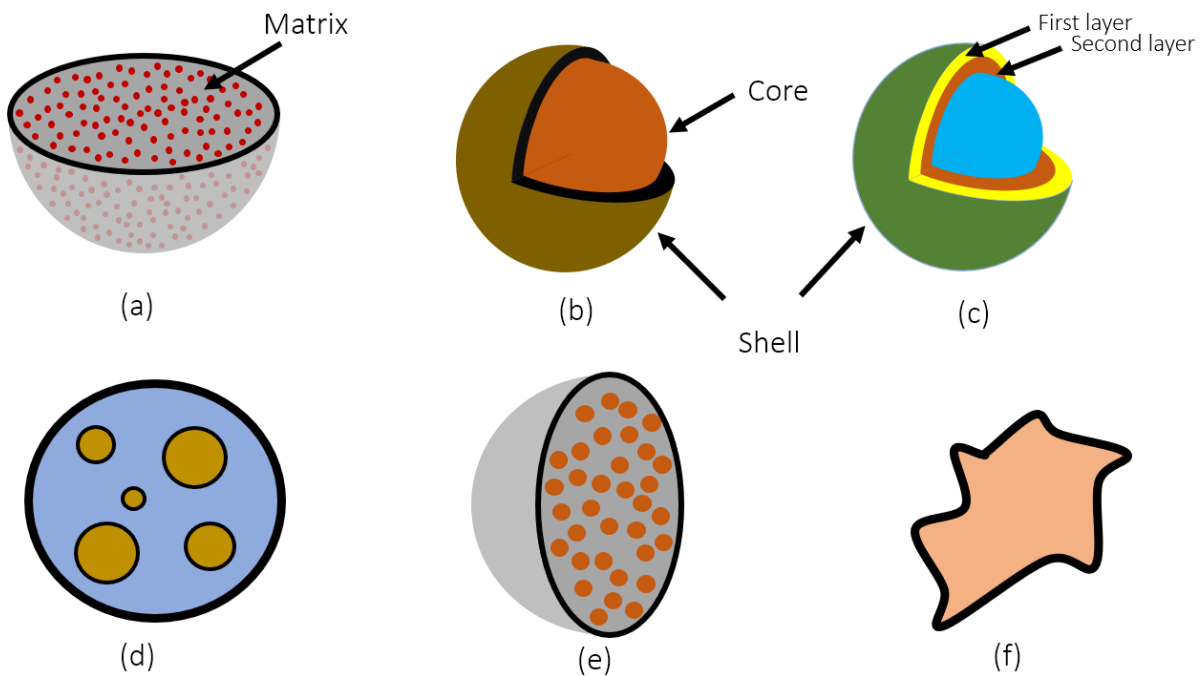 Matrix
First layer
Second layer
Core
(a)
(b)
(c)
Shell
(d)
(e)
(f)